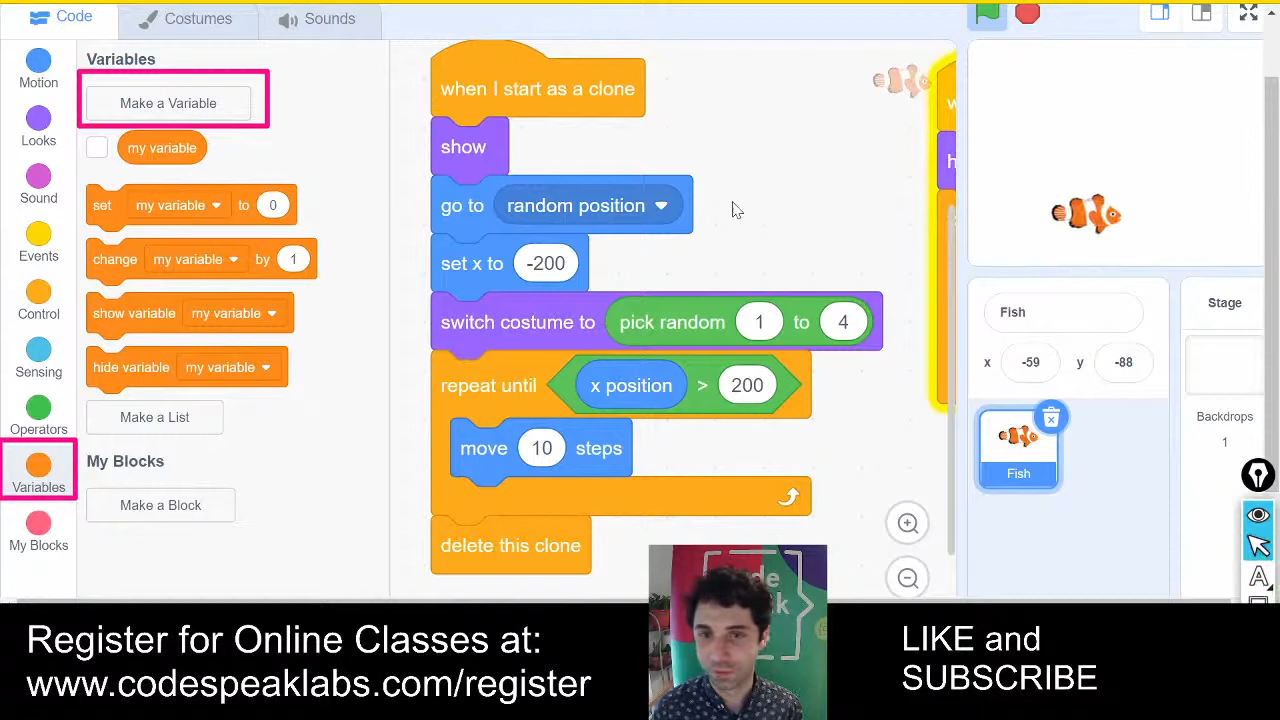 Code
Costumes
Sounds
Motion
Looks
Sound
Events
Control
Sensing
Operators
Variables
My Blocks
Variables
Make a Variable
my variable
set my variable to 0
change my variable by 1
show variable my variable
hide variable my variable
Make a List
My Blocks
Make a Block
when I start as a clone
show
go to random position
set x to -200
switch costume to pick random 1 to 4
repeat until x position > 200
move 10 steps
delete this clone
Fish
x -59 y -88
Fish
Stage
Backdrops
1
A
Register for Online Classes at:
www.codespeaklabs.com/register
LIKE and
SUBSCRIBE